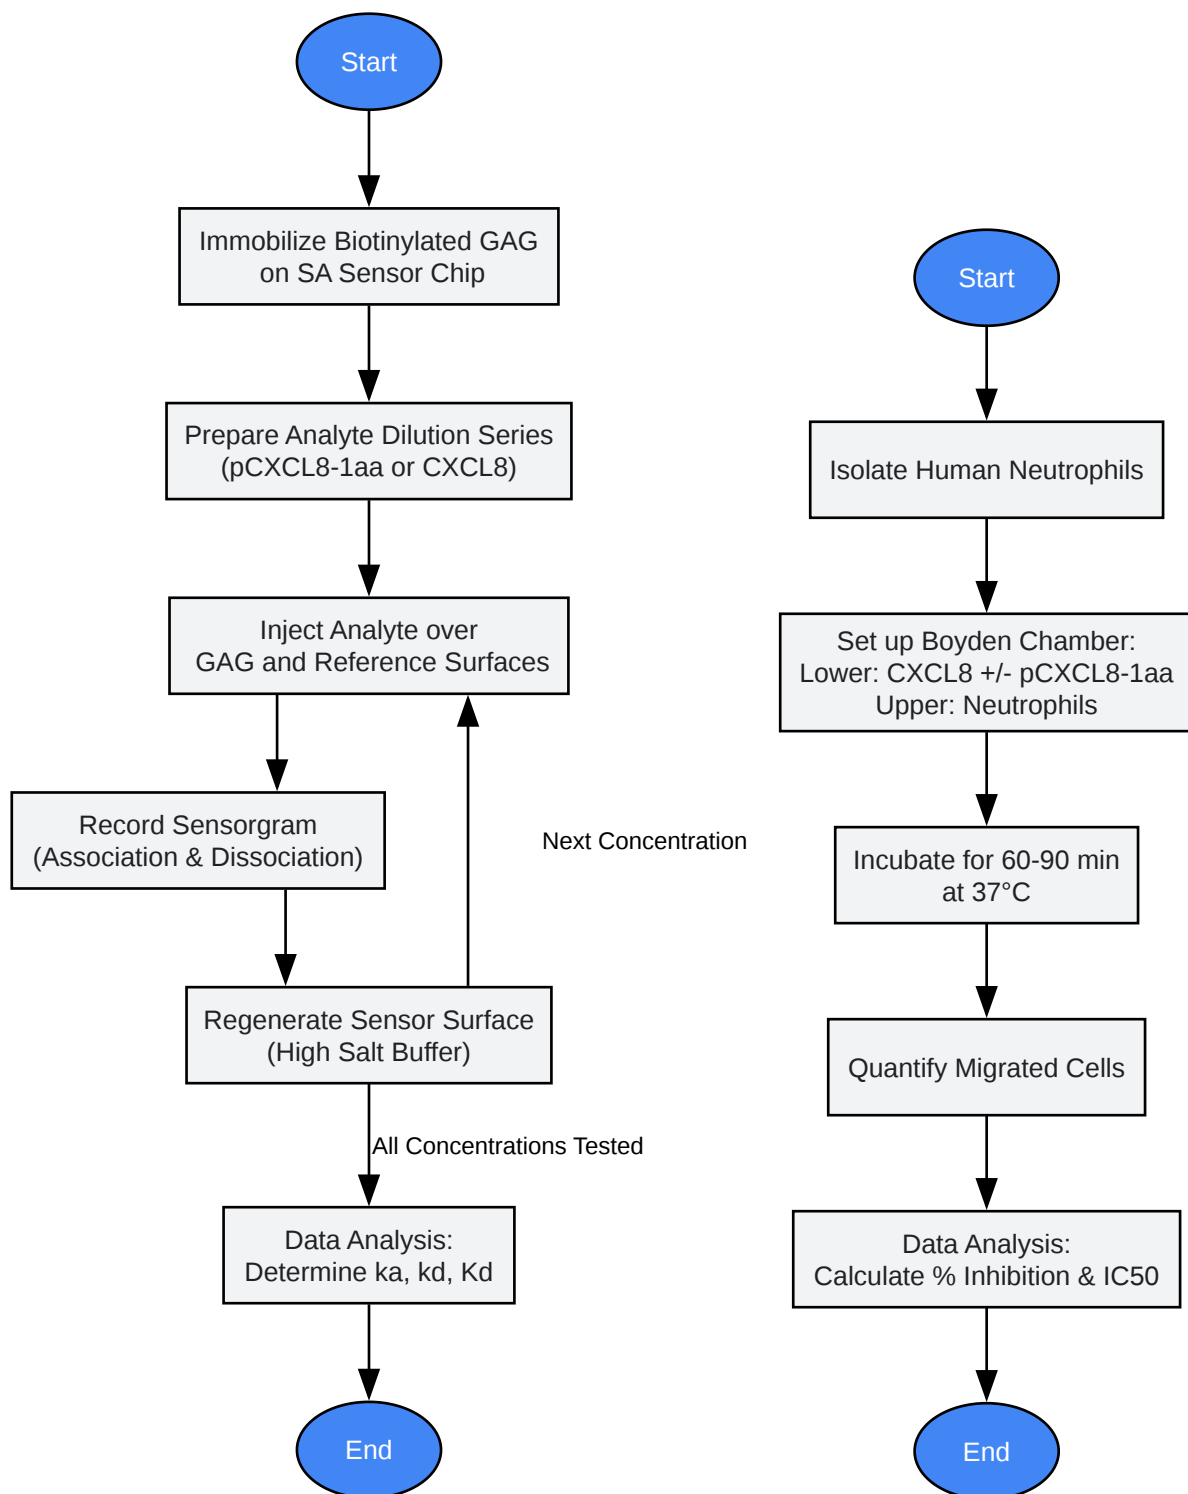 Start
Immobilize Biotinylated GAG
on SA Sensor Chip
Prepare Analyte Dilution Series
(pCXCL8-1aa or CXCL8)
Inject Analyte over
GAG and Reference Surfaces
Record Sensorgram
(Association & Dissociation)
Next Concentration
Regenerate Sensor Surface
(High Salt Buffer)
All Concentrations Tested
Data Analysis:
Determine ka, kd, Kd
End
Start
Isolate Human Neutrophils
Set up Boyden Chamber:
Lower: CXCL8 +/- pCXCL8-1aa
Upper: Neutrophils
Incubate for 60-90 min
at 37°C
Quantify Migrated Cells
Data Analysis:
Calculate % Inhibition & IC50
End